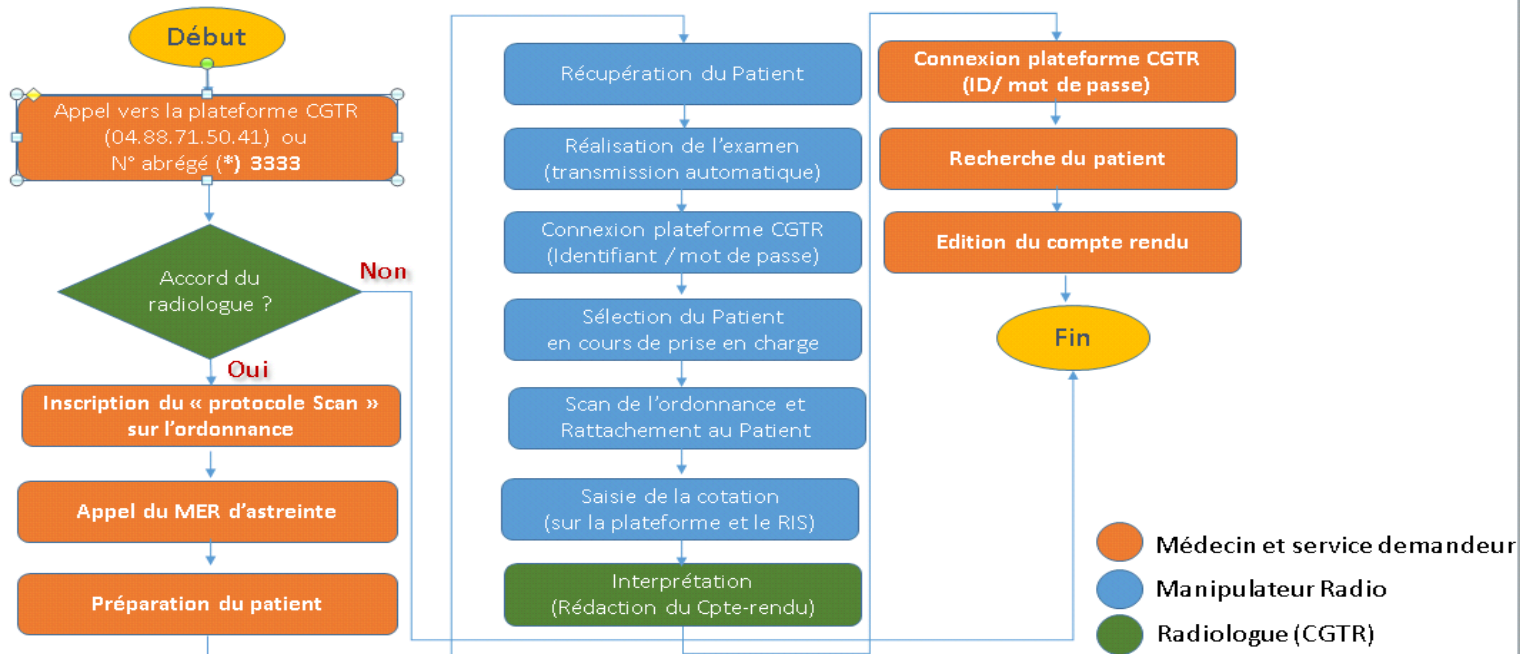 Début
Appel vers la plateforme CGTR
(04.88.71.50.41) ou
N° abrégé (*) 3333
Accord du
radiologue ?
Non
Oui
Inscription du « protocole Scan »
sur l'ordonnance
Appel du MER d'astreinte
Préparation du patient
Récupération du Patient
Réalisation de l'examen
(transmission automatique)
Connexion plateforme CGTR
(Identifiant / mot de passe)
Sélection du Patient
en cours de prise en charge
Scan de l'ordonnance et
Rattachement au Patient
Saisie de la cotation
(sur la plateforme et le RIS)
Interprétation
(Rédaction du Cpte-rendu)
Connexion plateforme CGTR
(ID/ mot de passe)
Recherche du patient
Edition du compte rendu
Fin
Médecin et service demandeur
Manipulateur Radio
Radiologue (CGTR)